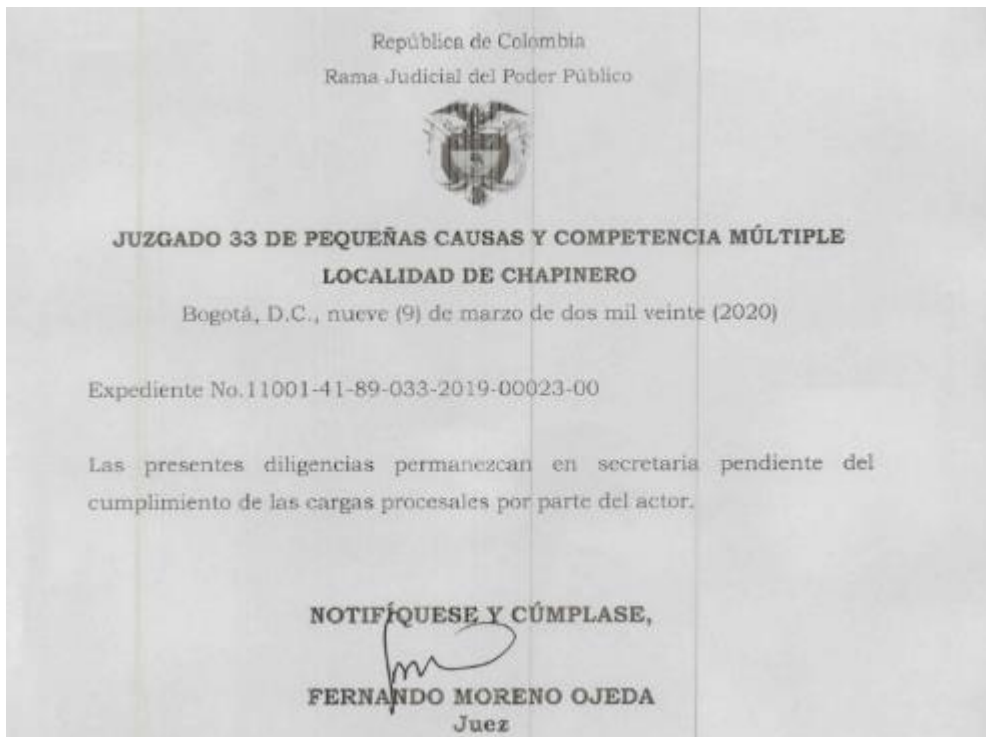 República de Colombia
Rama Judicial del Poder Público
JUZGADO 33 DE PEQUEÑAS CAUSAS Y COMPETENCIA MÚLTIPLE
LOCALIDAD DE CHAPINERO
Bogotá, D.C., nueve (9) de marzo de dos mil veinte (2020)
Expediente No.11001-41-89-033-2019-00023-00
Las presentes diligencias permanezcan en secretaria pendiente del
cumplimiento de las cargas procesales por parte del actor.
NOTIFÍQUESE Y CÚMPLASE,
FERNANDO MORENO OJEDA
Juez